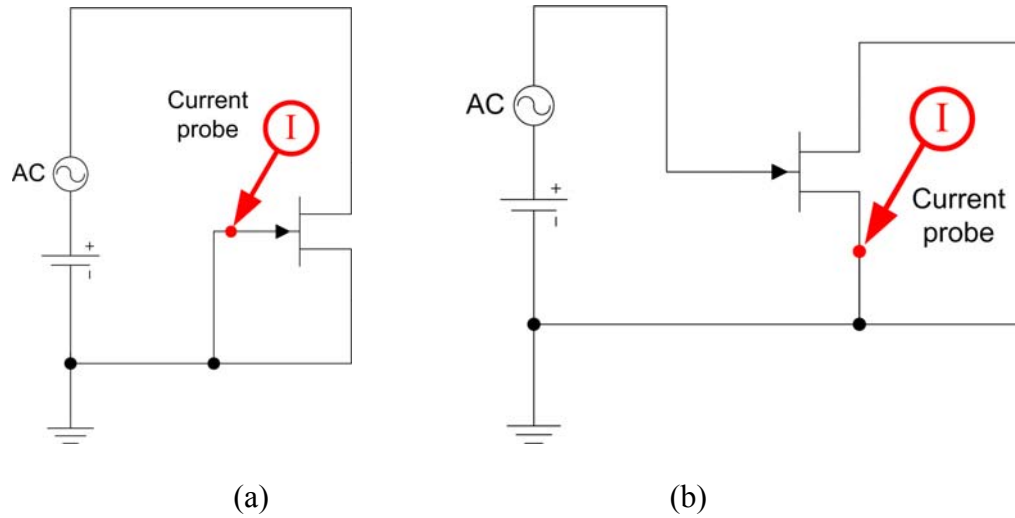 Current
probe
I
AC
+
–
(a)
AC
+
–
I
Current
probe
(b)